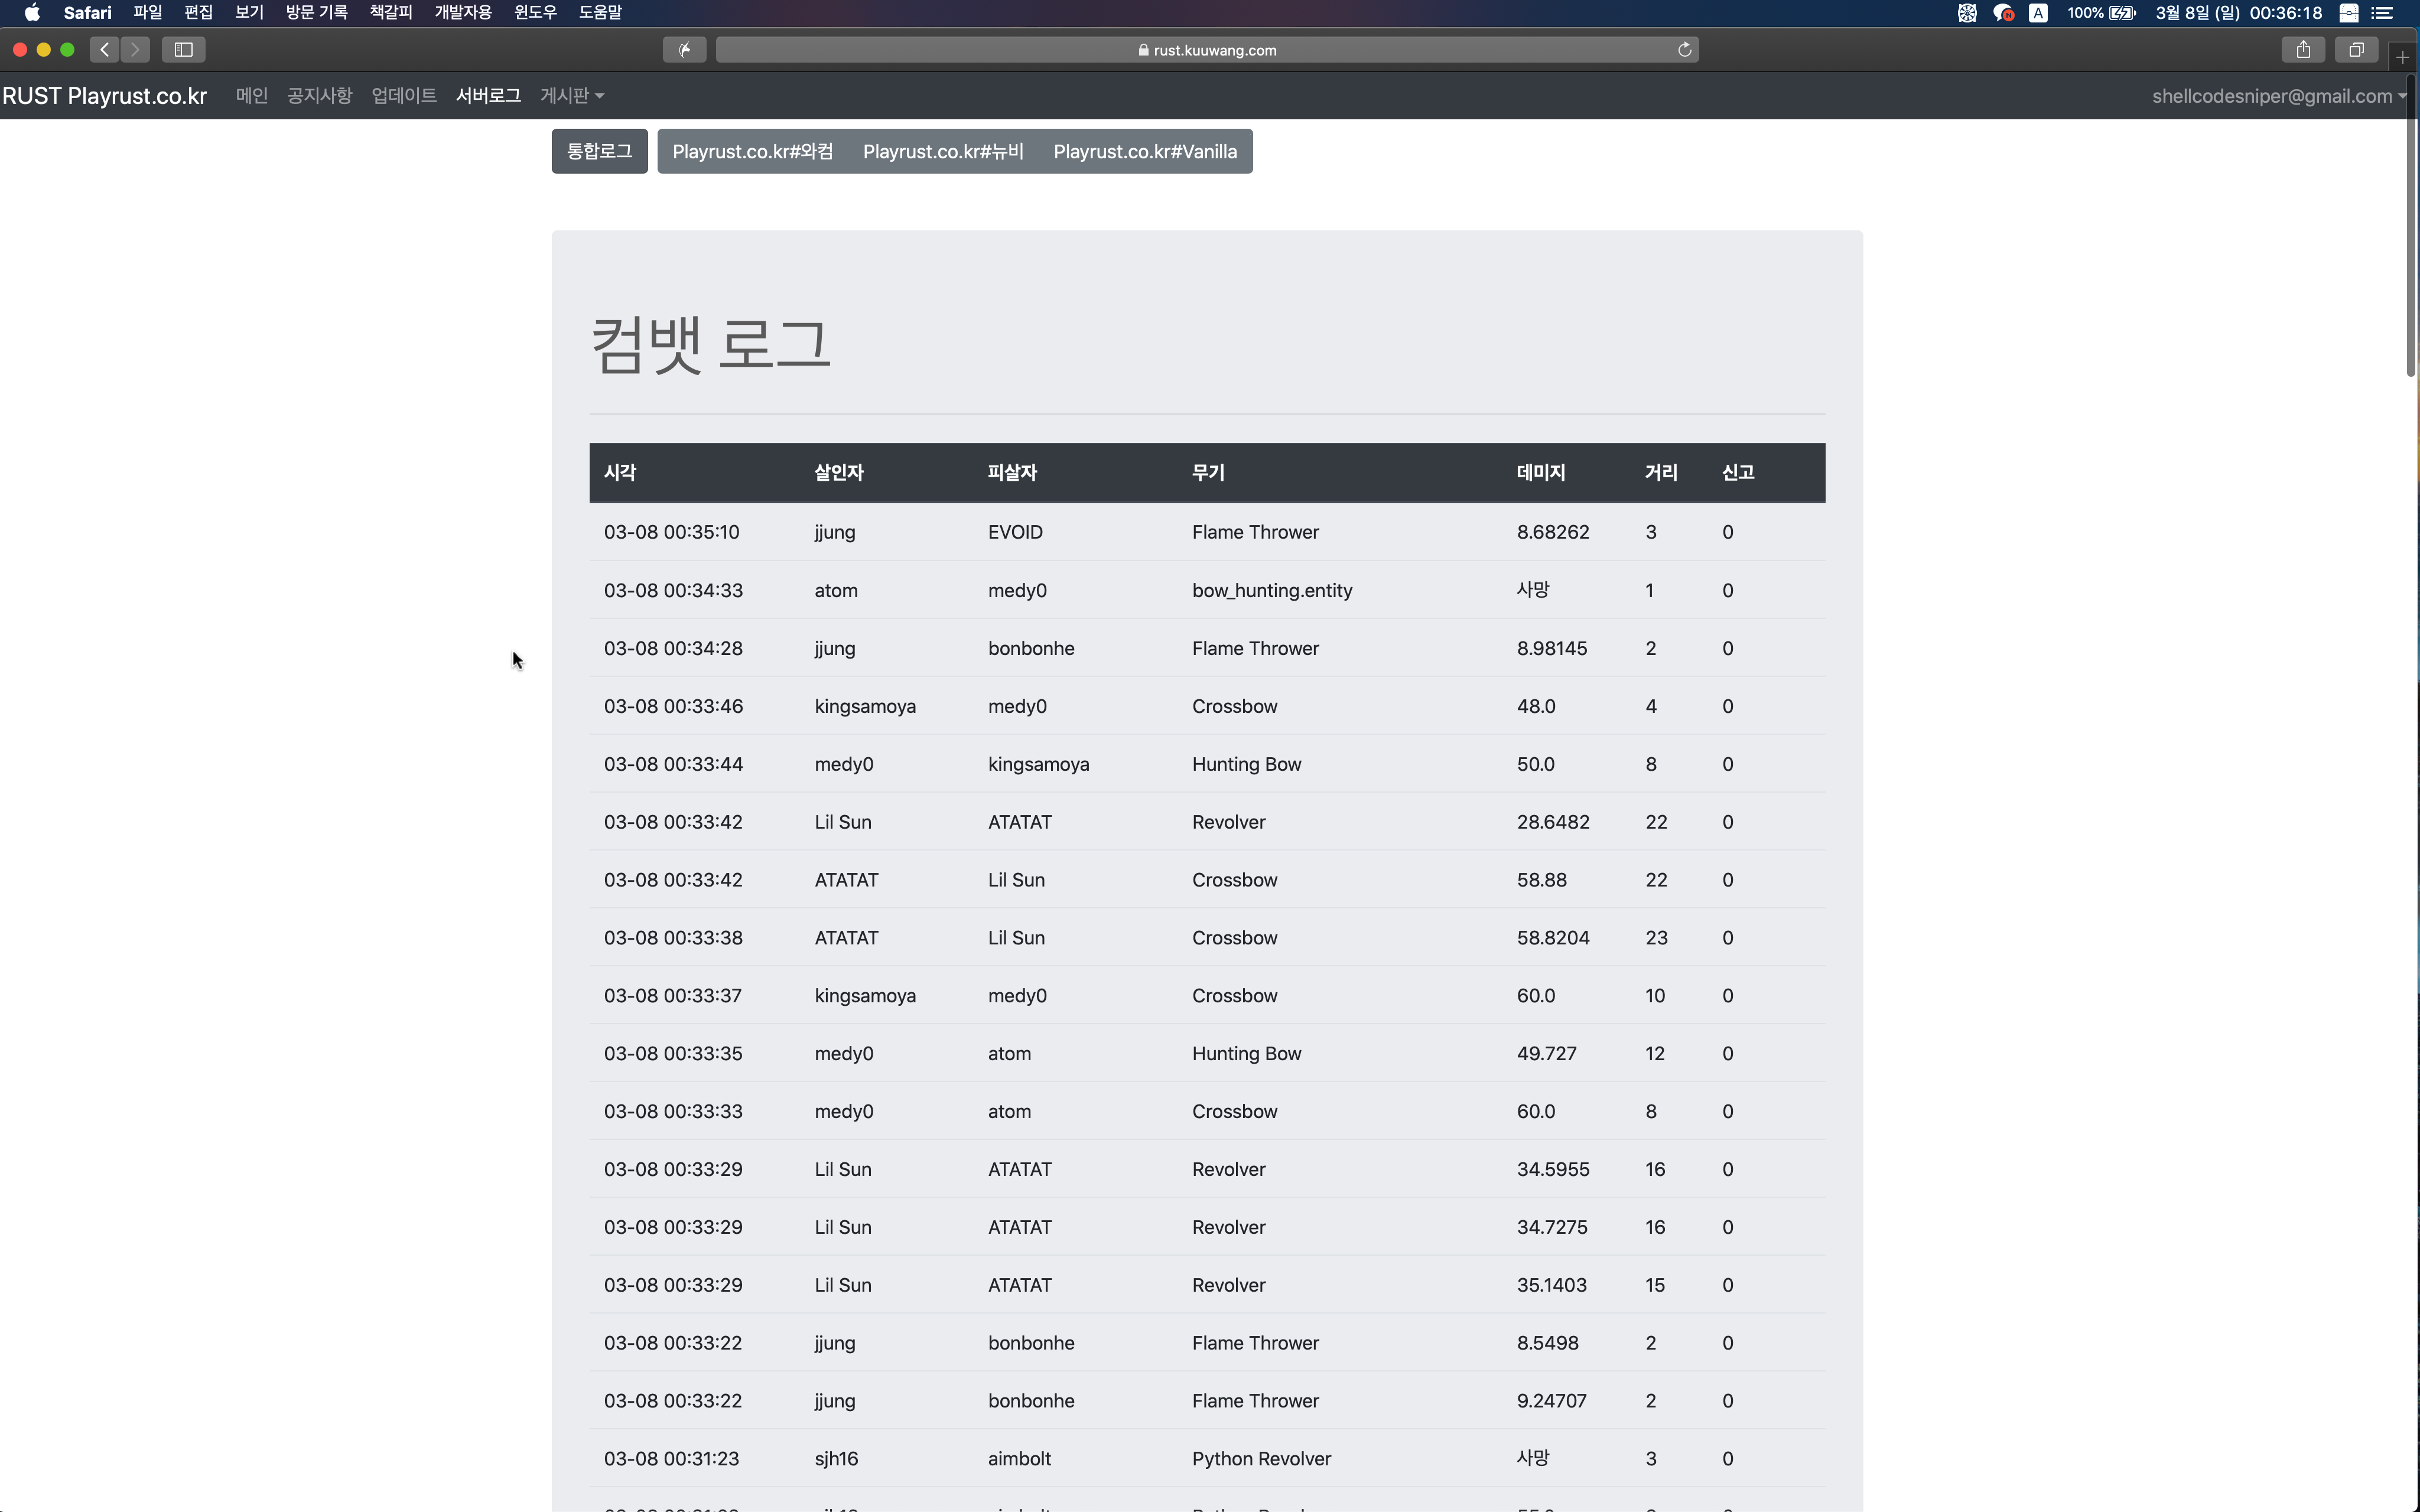 Safari 파일 편집 보기 방문 기록 책갈피 개발자용 윈도우 도움말 N A 100% 3월 8일 (일) 00:36:18
rust.kuuwang.com
RUST Playrust.co.kr 메인 공지사항 업데이트 서버로그 게시판 shellcodesniper@gmail.com
통합로그 Playrust.co.kr#와컴 Playrust.co.kr#뉴비 Playrust.co.kr#Vanilla
컴뱃 로그
시각 살인자 피살자 무기 데미지 거리 신고
03-08 00:35:10 jjung EVOID Flame Thrower 8.68262 3 0
03-08 00:34:33 atom medy0 bow_hunting.entity 사망 1 0
03-08 00:34:28 jjung bonbonhe Flame Thrower 8.98145 2 0
03-08 00:33:46 kingsamoya medy0 Crossbow 48.0 4 0
03-08 00:33:44 medy0 kingsamoya Hunting Bow 50.0 8 0
03-08 00:33:42 Lil Sun ATATAT Revolver 28.6482 22 0
03-08 00:33:42 ATATAT Lil Sun Crossbow 58.88 22 0
03-08 00:33:38 ATATAT Lil Sun Crossbow 58.8204 23 0
03-08 00:33:37 kingsamoya medy0 Crossbow 60.0 10 0
03-08 00:33:35 medy0 atom Hunting Bow 49.727 12 0
03-08 00:33:33 medy0 atom Crossbow 60.0 8 0
03-08 00:33:29 Lil Sun ATATAT Revolver 34.5955 16 0
03-08 00:33:29 Lil Sun ATATAT Revolver 34.7275 16 0
03-08 00:33:29 Lil Sun ATATAT Revolver 35.1403 15 0
03-08 00:33:22 jjung bonbonhe Flame Thrower 8.5498 2 0
03-08 00:33:22 jjung bonbonhe Flame Thrower 9.24707 2 0
03-08 00:31:23 sjh16 aimbolt Python Revolver 사망 3 0